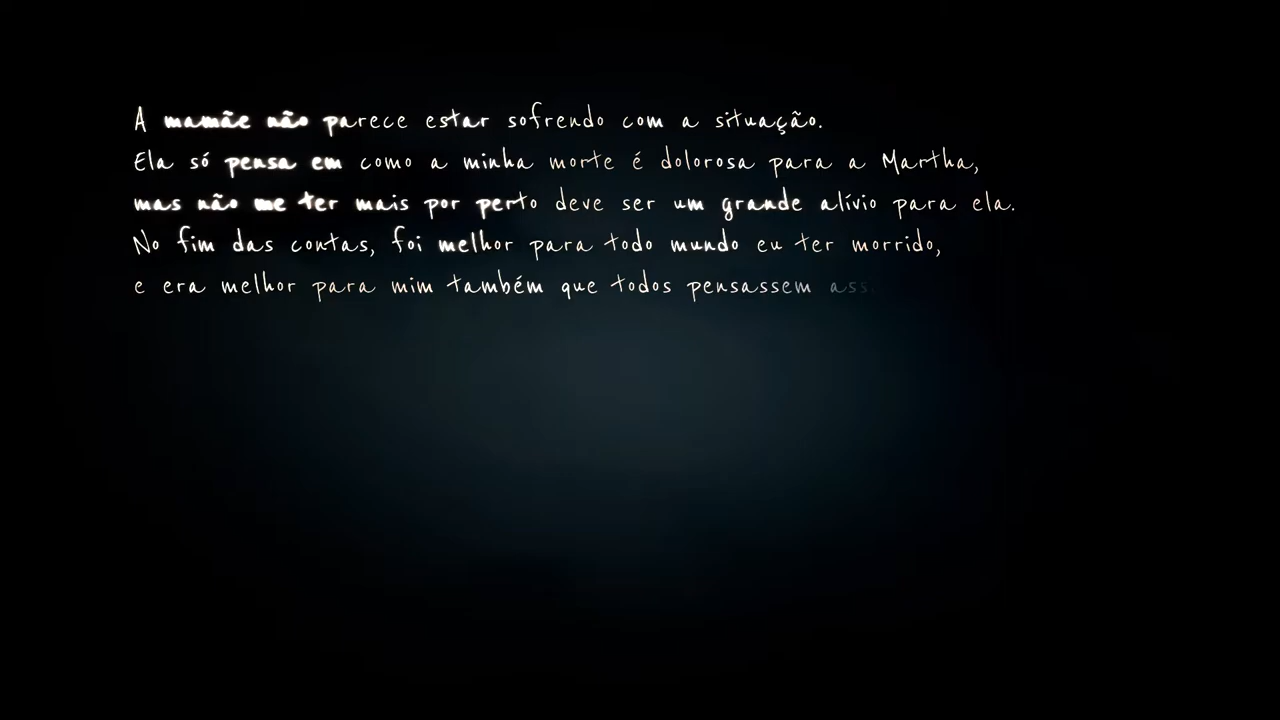 A mamãe não parece estar sofrendo com a situação.
Ela só pensa em como a minha morte é dolorosa para a Martha,
mas não me ter mais por perto deve ser um grande alívio para ela.
No fim das contas, foi melhor para todo mundo eu ter morrido,
e era melhor para mim também que todos pensassem